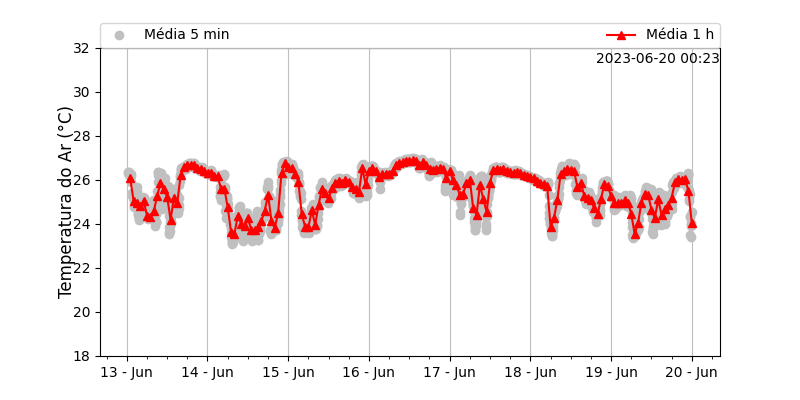 Média 5 min
Média 1 h
2023-06-20 00:23
Temperatura do Ar (°C)
32
30
28
26
24
22
20
18
13 - Jun
14 - Jun
15 - Jun
16 - Jun
17 - Jun
18 - Jun
19 - Jun
20 - Jun